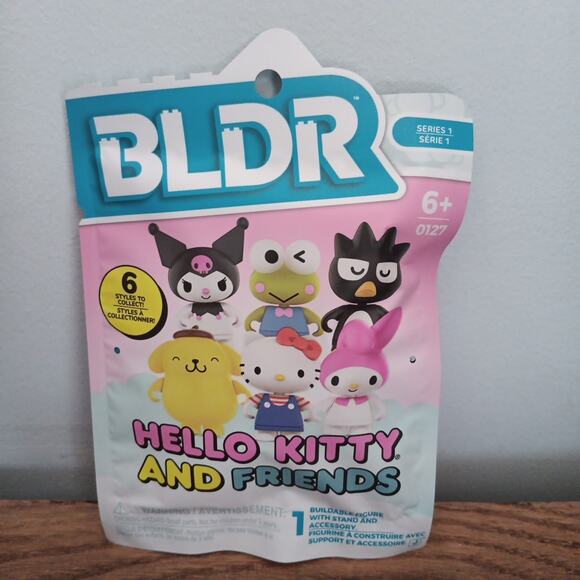 BLDR™
SERIES 1
SÉRIE 1
6+
0127
6
STYLES TO
COLLECT!
STYLES À
COLLECTIONNER!
HELLO KITTY®
AND FRIENDS
WARNING / AVERTISSEMENT:
1
BUILDABLE FIGURE
WITH STAND AND
ACCESSORY
FIGURINE À CONSTRUIRE AVEC
SUPPORT ET ACCESSOIRE